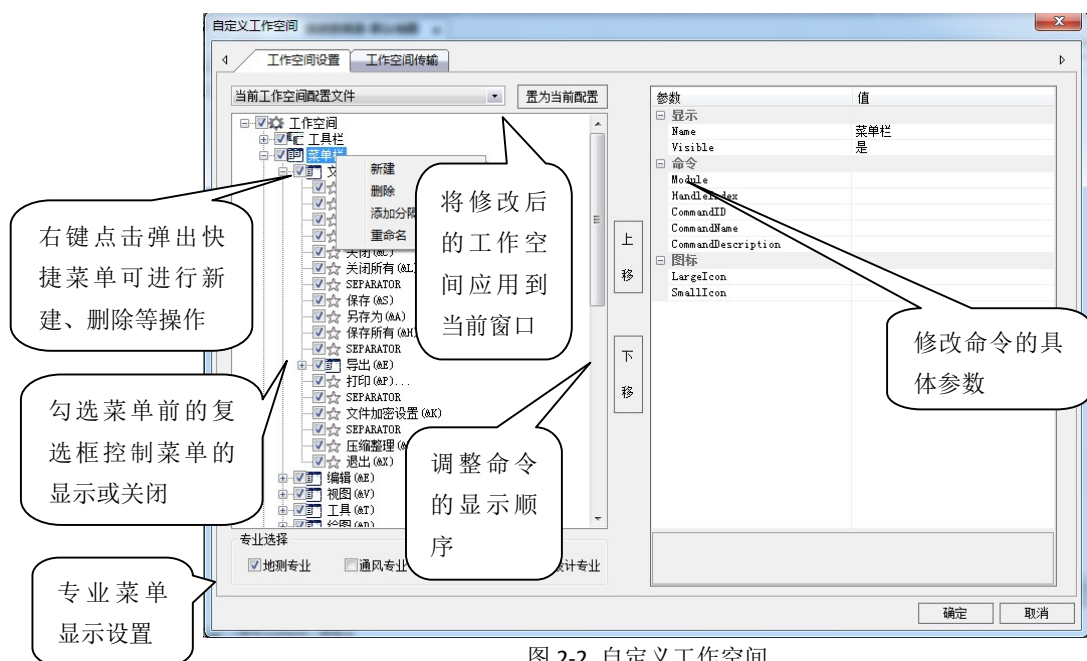 自定义工作空间
工作空间设置 工作空间传输
当前工作空间配置文件 置为当前配置
工作空间
工具栏
菜单栏
新建
删除
添加分隔
重命名
关闭(&C)
关闭所有(&L)
SEPARATOR
保存(&S)
另存为(&A)
保存所有(&H)
SEPARATOR
导出(&E)
打印(&P)...
SEPARATOR
文件加密设置(&K)
SEPARATOR
压缩整理
退出(&X)
编辑(&E)
视图(&V)
工具(&T)
绘图(&D)
专业选择
地测专业 通风专业 设计专业
上移
下移
参数 值
显示
Name 菜单栏
Visible 是
命令
Module
HandleIndex
CommandID
CommandName
CommandDescription
图标
LargeIcon
SmallIcon
确定 取消
右键点击弹出快
捷菜单可进行新
建、删除等操作
将修改后
的工作空
间应用到
当前窗口
修改命令的具
体参数
勾选菜单前的复
选框控制菜单的
显示或关闭
调整命令
的显示顺
序
专业菜单
显示设置
图 2-2 自定义工作空间